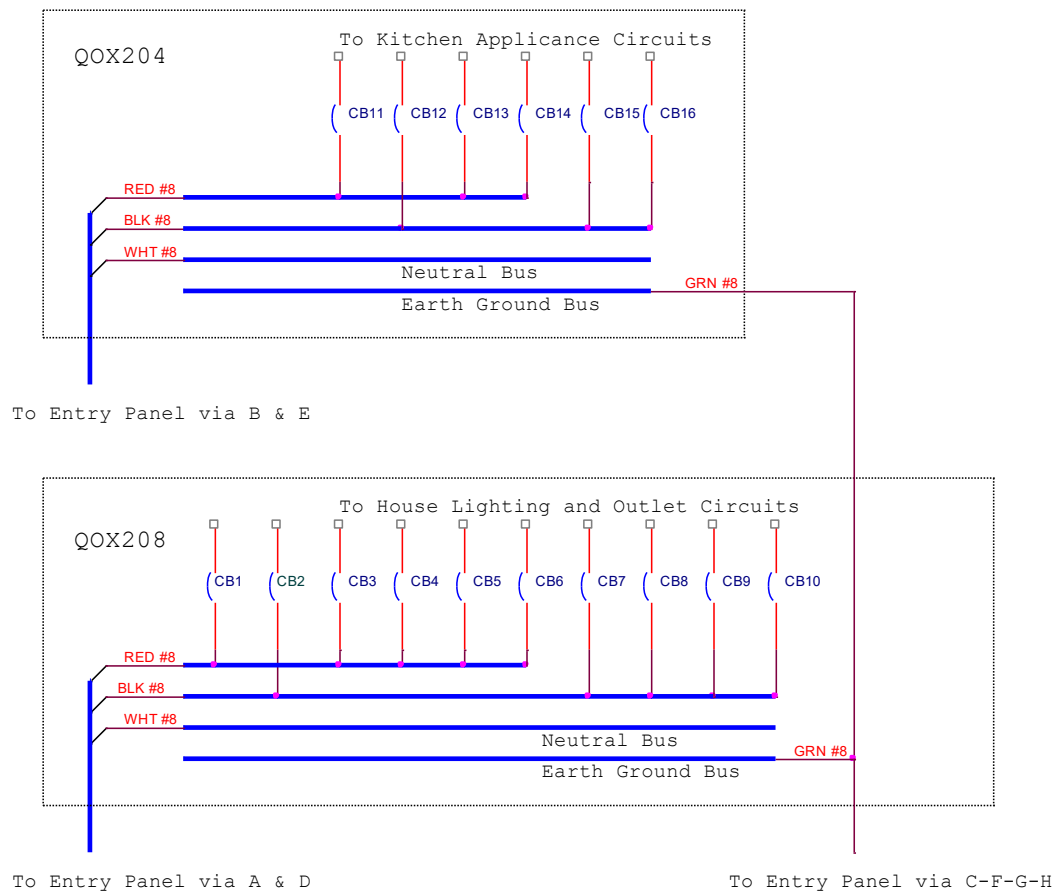 To Kitchen Applicance Circuits
QOX204
CB11 CB12 CB13 CB14 CB15 CB16
RED #8
BLK #8
WHT #8
Neutral Bus
GRN #8
Earth Ground Bus
To Entry Panel via B & E
To House Lighting and Outlet Circuits
QOX208
CB1 CB2 CB3 CB4 CB5 CB6 CB7 CB8 CB9 CB10
RED #8
BLK #8
WHT #8
Neutral Bus
GRN #8
Earth Ground Bus
To Entry Panel via A & D
To Entry Panel via C-F-G-H